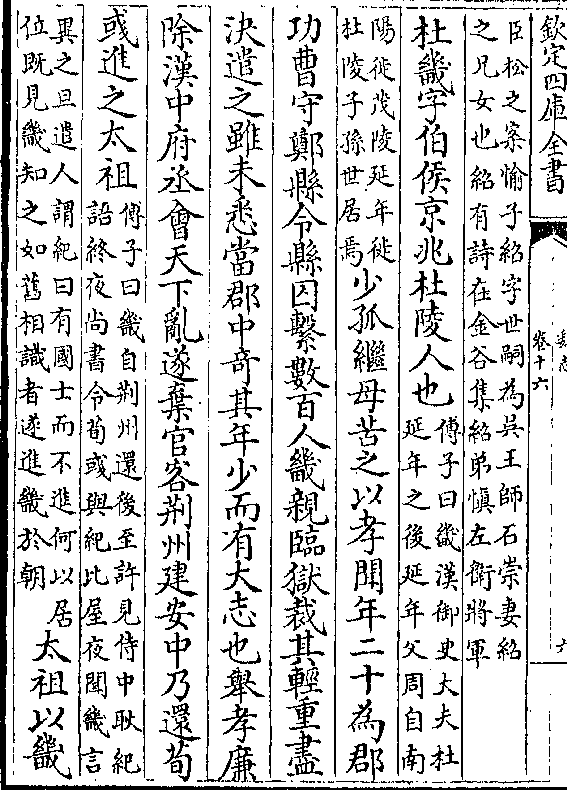 欽定四庫全書
卷十六
六
臣松之案愉子紹字世嗣為吳王師石崇妻紹
之兄女也紹有詩在金谷集紹弟慎左衛將軍
杜畿字伯侯京兆杜陵人也
傅子曰畿漢御史大夫杜
延年之後延年父周自南
陽徙茂陵延年徙
杜陵子孫世居焉
少孤繼母苦之以孝聞年二十為郡
功曹守鄭縣令縣囚繫數百人畿親臨獄裁其輕重盡
決遣之雖未悉當郡中奇其年少而有大志也舉孝廉
除漢中府丞會天下亂遂棄官客荆州建安中乃還荀
彧進之太祖
傅子曰畿自荆州還後至許見侍中耿紀
語終夜尚書令荀彧與紀比屋夜聞畿言
異之旦遣人謂紀曰有國士而不進何以居
位既見畿知之如舊相識者遂進畿於朝
太祖以畿